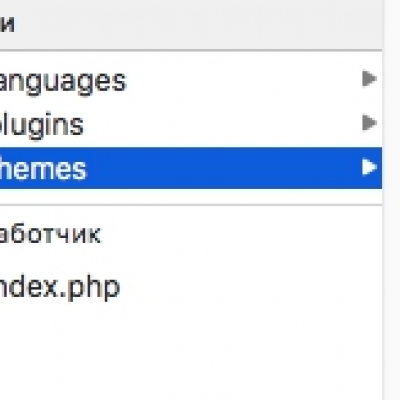 и
anguages
plugins
hemes
аботчик
ndex.php